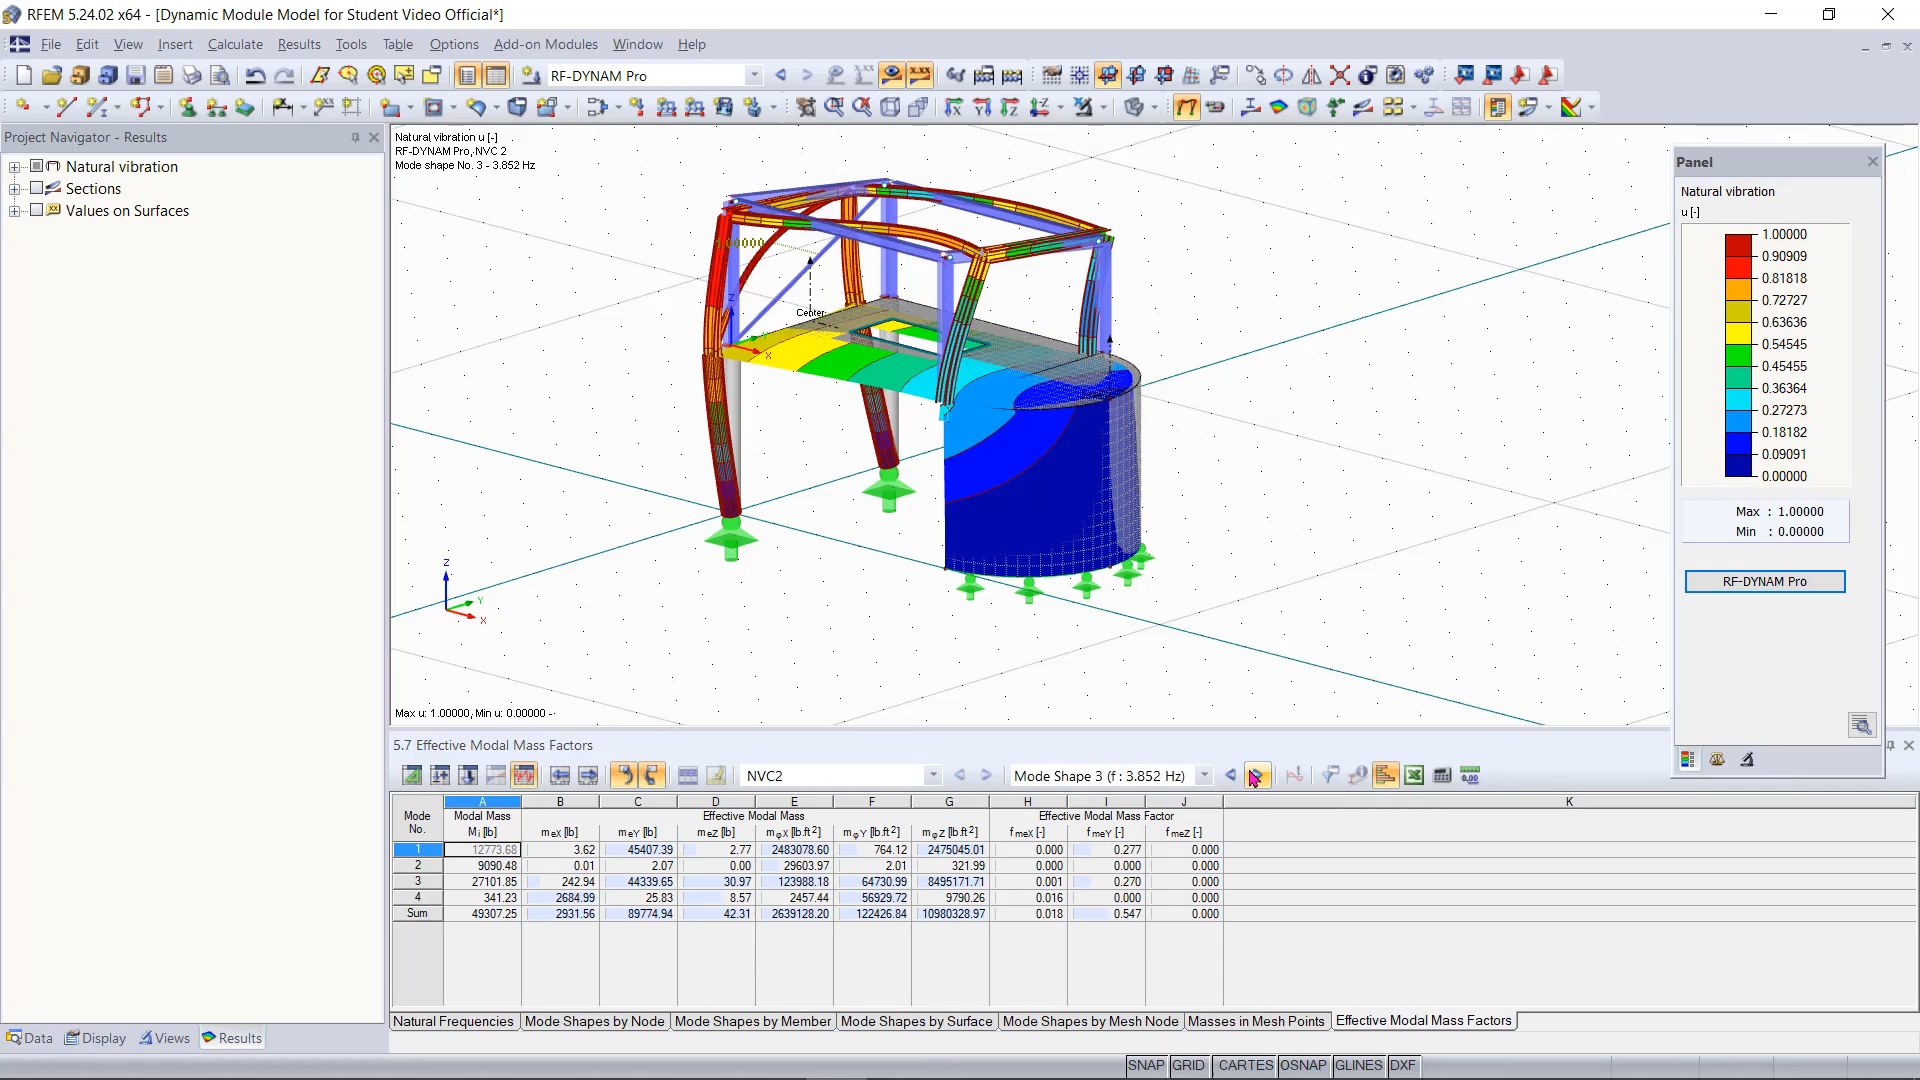 RFEM 5.24.02 x64 - [Dynamic Module Model for Student Video Official*]
File Edit View Insert Calculate Results Tools Table Options Add-on Modules Window Help
RF-DYNAM Pro
Project Navigator - Results
Natural vibration
Sections
Values on Surfaces
Data Display Views Results
Natural vibration u [-]
RF-DYNAM Pro, NVC 2
Mode shape No. 3 - 3.852 Hz
1.00000
Center
Z
X
Z
Y
X
Max u: 1.00000, Min u: 0.00000 -
Panel
Natural vibration
u [-]
1.00000
0.90909
0.81818
0.72727
0.63636
0.54545
0.45455
0.36364
0.27273
0.18182
0.09091
0.00000
Max : 1.00000
Min : 0.00000
RF-DYNAM Pro
5.7 Effective Modal Mass Factors
NVC2 Mode Shape 3 (f : 3.852 Hz)
A B C D E F G H I J K
Mode Modal Mass Effective Modal Mass Effective Modal Mass Factor
No. Mi [lb] meX [lb] meY [lb] meZ [lb] mφX [lb.ft2] mφY [lb.ft2] mφZ [lb.ft2] fmeX [-] fmeY [-] fmeZ [-]
1 12773.68 3.62 45407.39 2.77 2483078.60 764.12 2475045.01 0.000 0.277 0.000
2 9090.48 0.01 2.07 0.00 29603.97 2.01 321.99 0.000 0.000 0.000
3 27101.85 242.94 44339.65 30.97 123988.18 64730.99 8495171.71 0.001 0.270 0.000
4 341.23 2684.99 25.83 8.57 2457.44 56929.72 9790.26 0.016 0.000 0.000
Sum 49307.25 2931.56 89774.94 42.31 2639128.20 122426.84 10980328.97 0.018 0.547 0.000
Natural Frequencies Mode Shapes by Node Mode Shapes by Member Mode Shapes by Surface Mode Shapes by Mesh Node Masses in Mesh Points Effective Modal Mass Factors
SNAP GRID CARTES OSNAP GLINES DXF